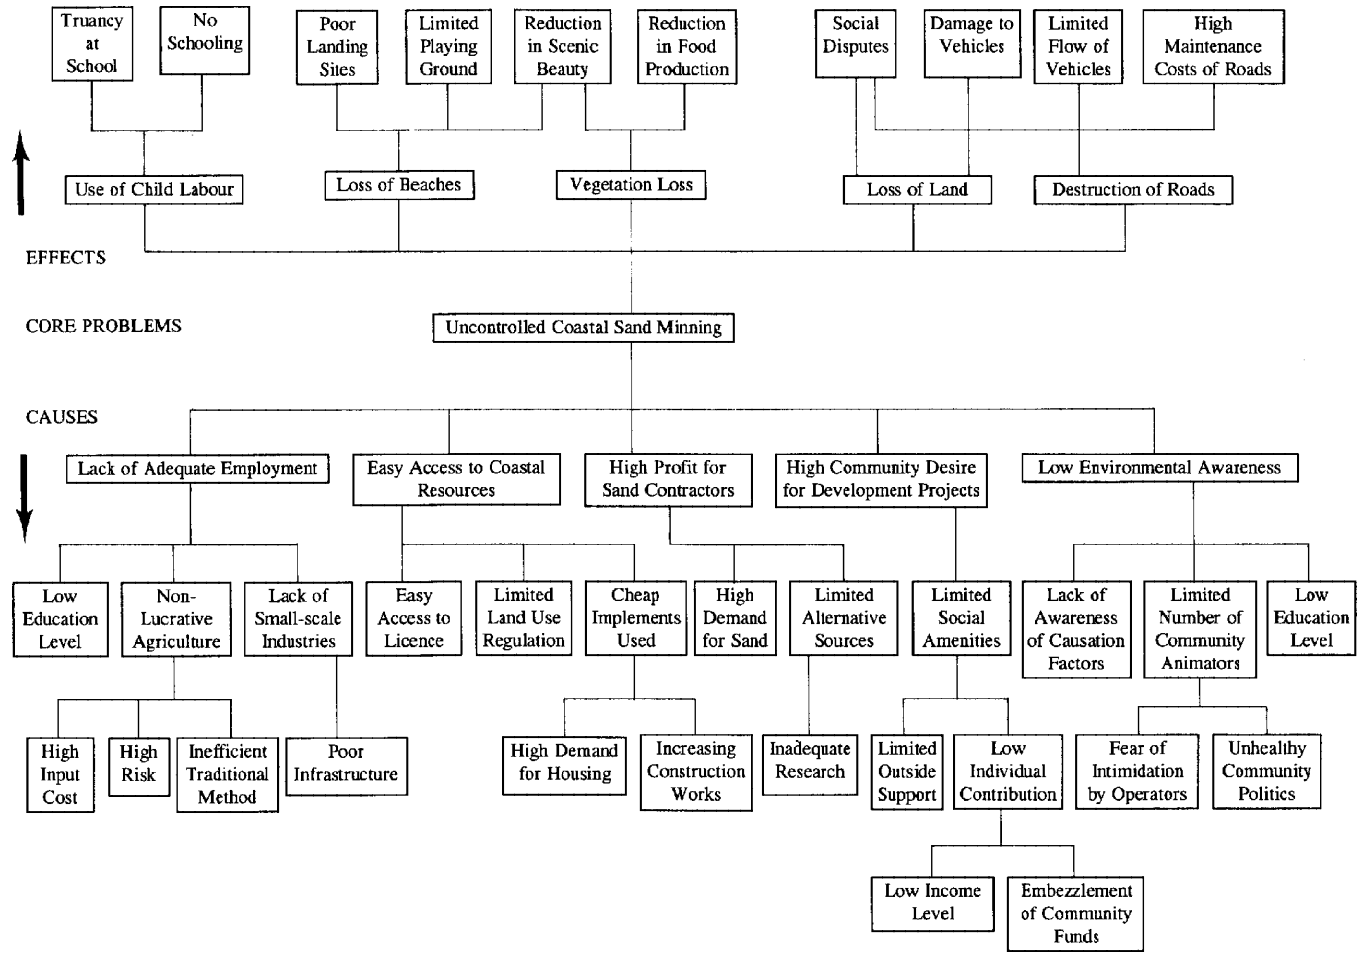 Truancy
at
School
No
Schooling
Poor
Landing
Sites
Limited
Playing
Ground
Reduction
in Scenic
Beauty
Reduction
in Food
Production
Social
Disputes
Damage to
Vehicles
Limited
Flow of
Vehicles
High
Maintenance
Costs of Roads
Use of Child Labour
Loss of Beaches
Vegetation Loss
Loss of Land
Destruction of Roads
EFFECTS
CORE PROBLEMS
Uncontrolled Coastal Sand Minning
CAUSES
Lack of Adequate Employment
Easy Access to Coastal
Resources
High Profit for
Sand Contractors
High Community Desire
for Development Projects
Low Environmental Awareness
Low
Education
Level
Non-
Lucrative
Agriculture
Lack of
Small-scale
Industries
Easy
Access to
Licence
Limited
Land Use
Regulation
Cheap
Implements
Used
High
Demand
for Sand
Limited
Alternative
Sources
Limited
Social
Amenities
Lack of
Awareness
of Causation
Factors
Limited
Number of
Community
Animators
Low
Education
Level
High
Input
Cost
High
Risk
Inefficient
Traditional
Method
Poor
Infrastructure
High Demand
for Housing
Increasing
Construction
Works
Inadequate
Research
Limited
Outside
Support
Low
Individual
Contribution
Fear of
Intimidation
by Operators
Unhealthy
Community
Politics
Low Income
Level
Embezzlement
of Community
Funds